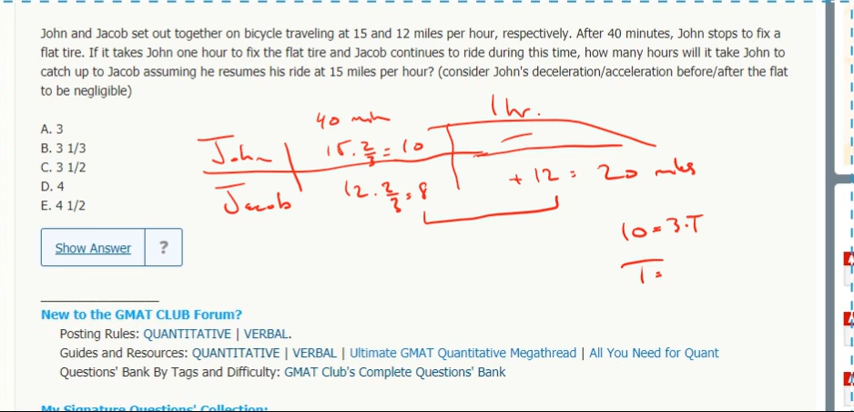 John and Jacob set out together on bicycle traveling at 15 and 12 miles per hour, respectively. After 40 minutes, John stops to fix a
flat tire. If it takes John one hour to fix the flat tire and Jacob continues to ride during this time, how many hours will it take John to
catch up to Jacob assuming he resumes his ride at 15 miles per hour? (consider John's deceleration/acceleration before/after the flat
to be negligible)
A. 3
B. 3 1/3
C. 3 1/2
D. 4
E. 4 1/2
40 min
1 hr.
John
15 · 2/3 = 10
Jacob
12 · 2/3 = 8
+ 12 = 20 miles
10 = 3·T
T =
Show Answer
?
New to the GMAT CLUB Forum?
Posting Rules: QUANTITATIVE | VERBAL.
Guides and Resources: QUANTITATIVE | VERBAL | Ultimate GMAT Quantitative Megathread | All You Need for Quant
Questions' Bank By Tags and Difficulty: GMAT Club's Complete Questions' Bank
My Signature Questions' Collection: